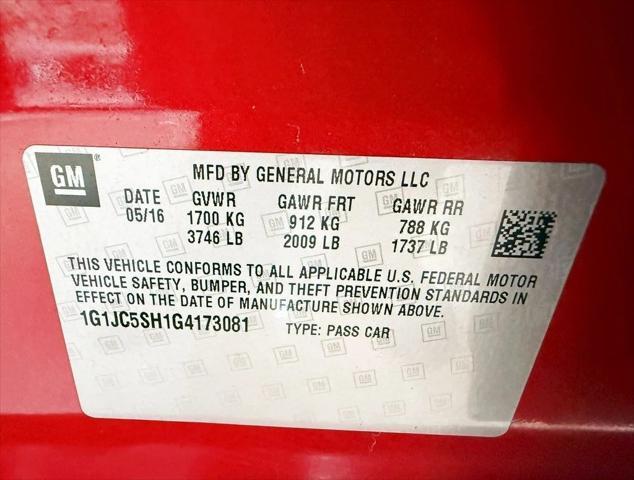 GM
MFD BY GENERAL MOTORS LLC
DATE GVWR GAWR FRT GAWR RR
05/16 1700 KG 912 KG 788 KG
3746 LB 2009 LB 1737 LB
THIS VEHICLE CONFORMS TO ALL APPLICABLE U.S. FEDERAL MOTOR
VEHICLE SAFETY, BUMPER, AND THEFT PREVENTION STANDARDS IN
EFFECT ON THE DATE OF MANUFACTURE SHOWN ABOVE.
1G1JC5SH1G4173081 TYPE: PASS CAR